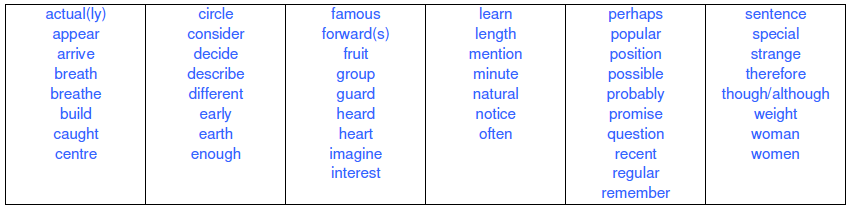 actual(ly) circle famous learn perhaps sentence
appear consider forward(s) length popular special
arrive decide fruit mention position strange
breath describe group minute possible therefore
breathe different guard natural probably though/although
build early heard notice promise weight
caught earth heart often question woman
centre enough imagine recent women
interest regular
remember